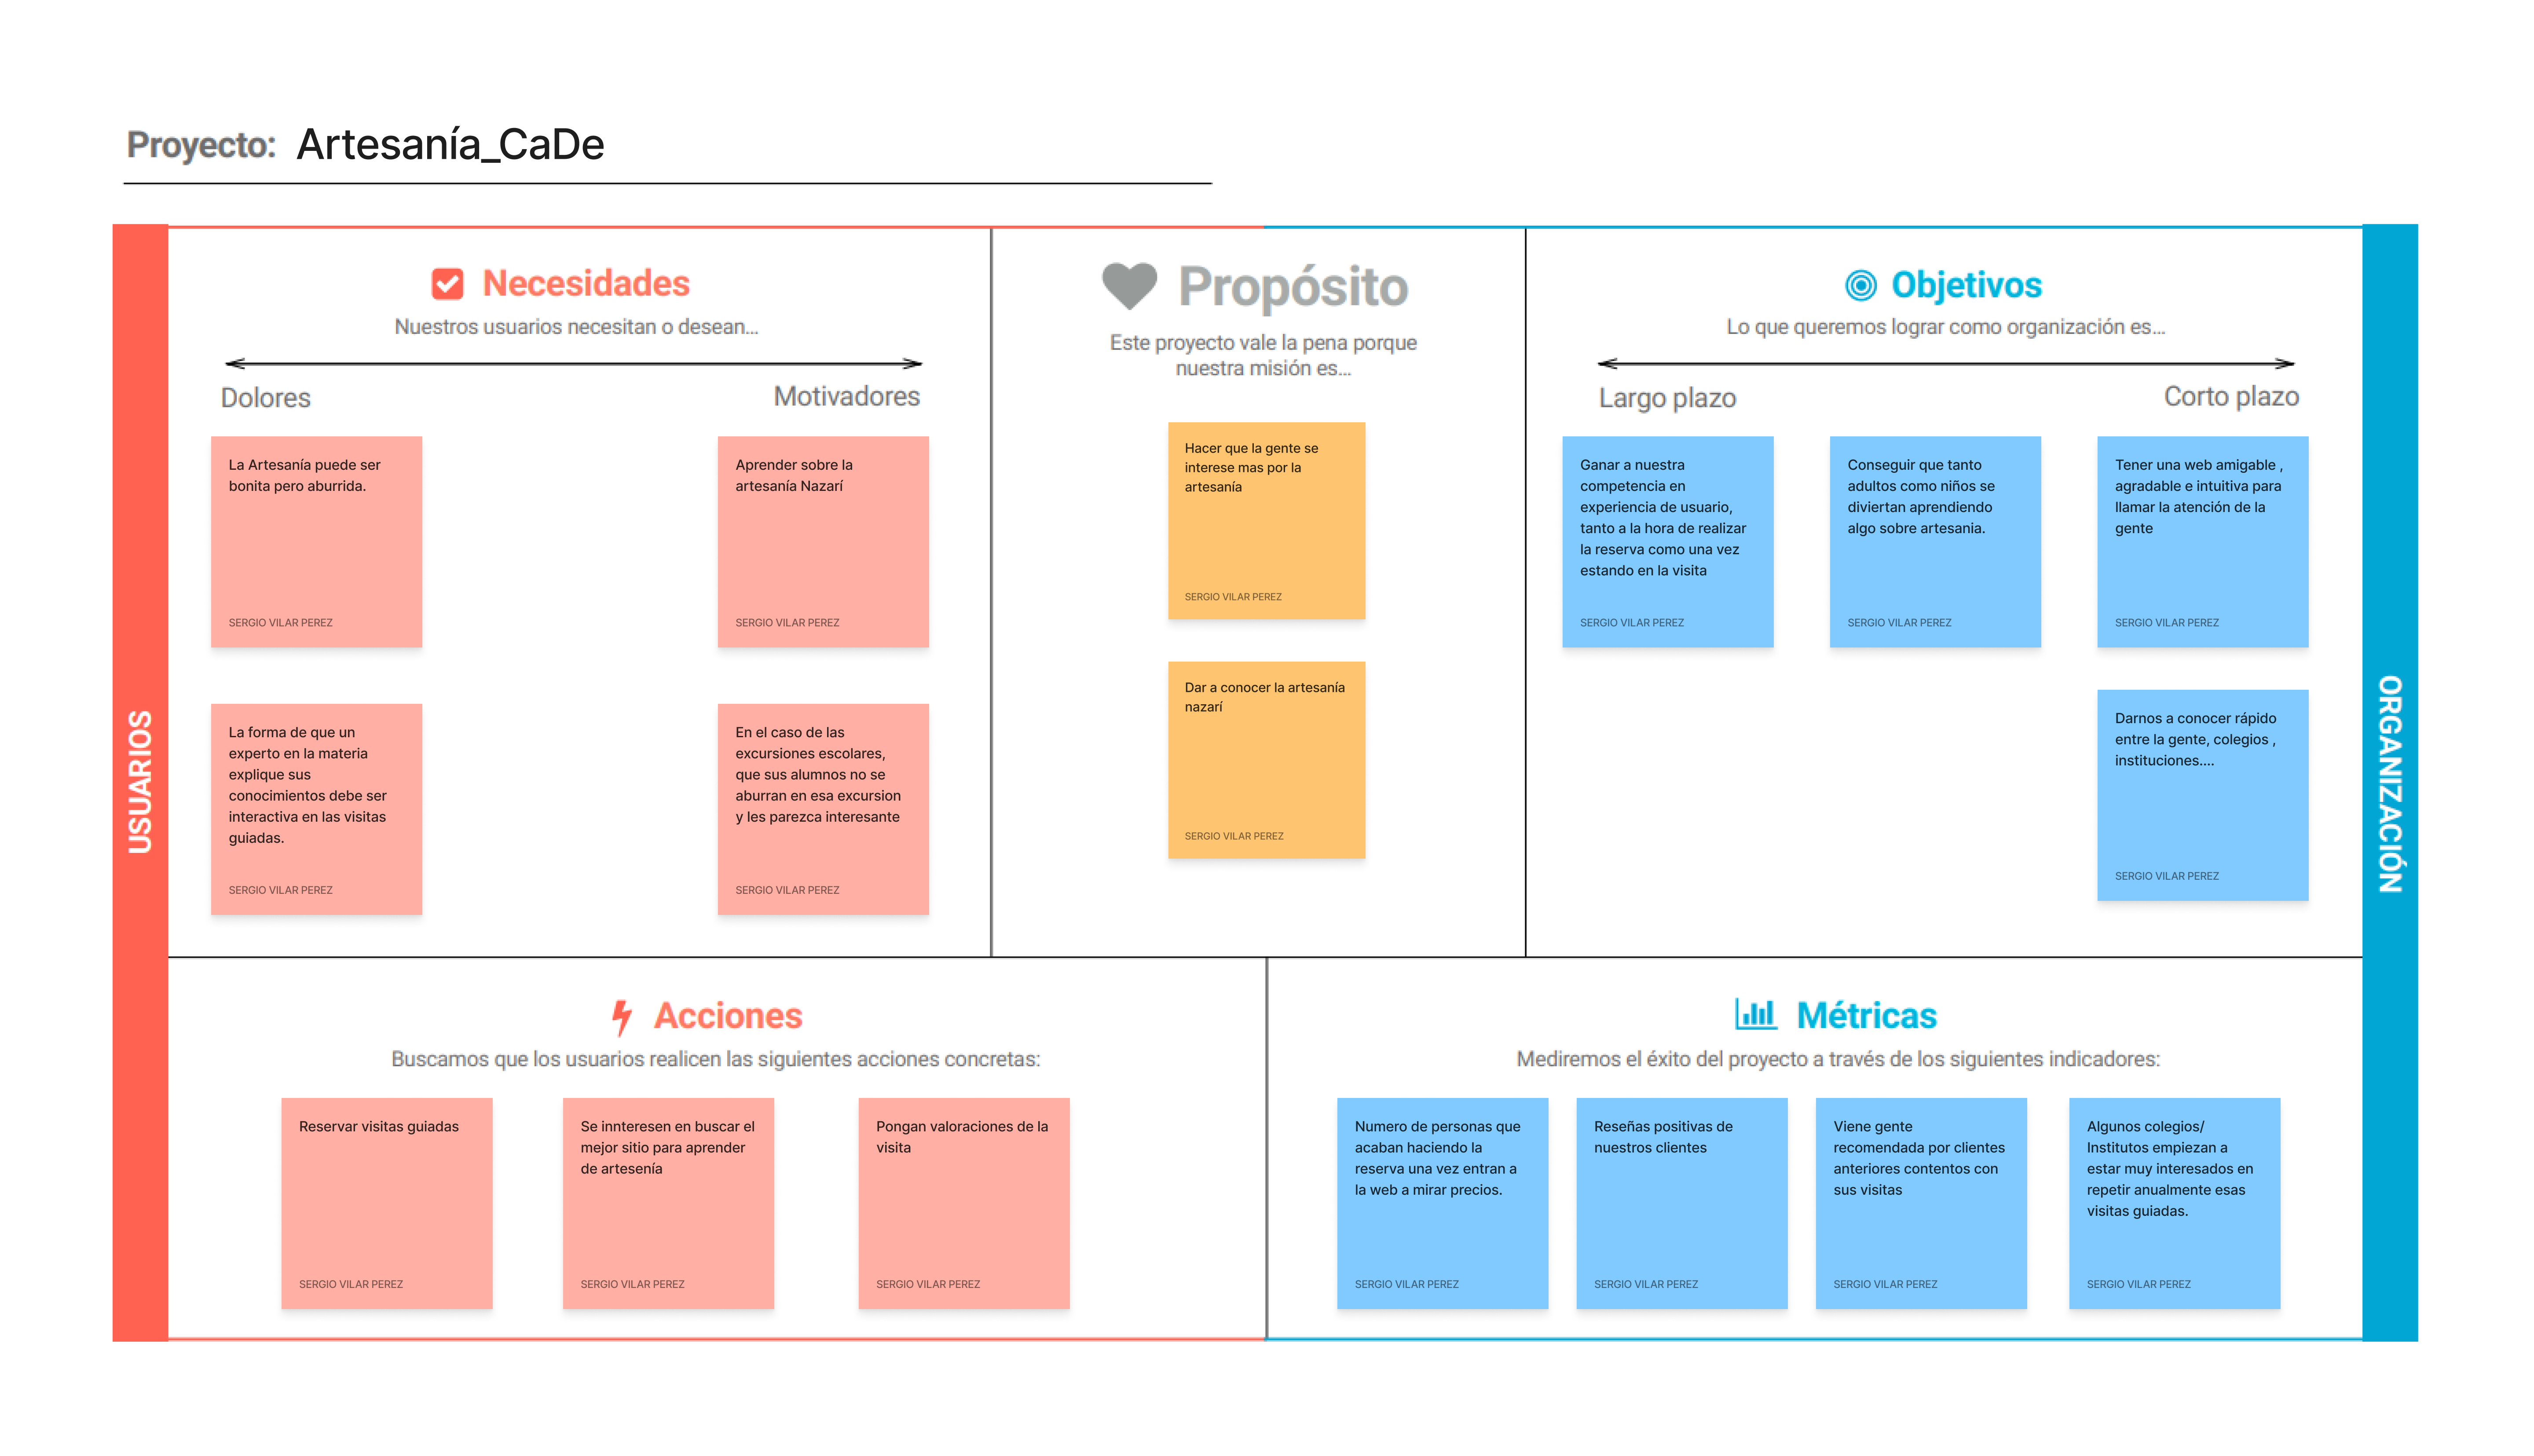 Proyecto: Artesanía_CaDe
USUARIOS
Necesidades
Nuestros usuarios necesitan o desean...
Dolores
Motivadores
La Artesanía puede ser
bonita pero aburrida.
SERGIO VILAR PEREZ
Aprender sobre la
artesanía Nazarí
SERGIO VILAR PEREZ
La forma de que un
experto en la materia
explique sus
conocimientos debe ser
interactiva en las visitas
guiadas.
SERGIO VILAR PEREZ
En el caso de las
excursiones escolares,
que sus alumnos no se
aburran en esa excursion
y les parezca interesante
SERGIO VILAR PEREZ
Propósito
Este proyecto vale la pena porque
nuestra misión es...
Hacer que la gente se
interese mas por la
artesanía
SERGIO VILAR PEREZ
Dar a conocer la artesanía
nazarí
SERGIO VILAR PEREZ
Objetivos
Lo que queremos lograr como organización es...
Largo plazo
Corto plazo
Ganar a nuestra
competencia en
experiencia de usuario,
tanto a la hora de realizar
la reserva como una vez
estando en la visita
SERGIO VILAR PEREZ
Conseguir que tanto
adultos como niños se
diviertan aprendiendo
algo sobre artesania.
SERGIO VILAR PEREZ
Tener una web amigable ,
agradable e intuitiva para
llamar la atención de la
gente
SERGIO VILAR PEREZ
Darnos a conocer rápido
entre la gente, colegios ,
instituciones....
SERGIO VILAR PEREZ
ORGANIZACIÓN
Acciones
Buscamos que los usuarios realicen las siguientes acciones concretas:
Reservar visitas guiadas
SERGIO VILAR PEREZ
Se innteresen en buscar el
mejor sitio para aprender
de artesenía
SERGIO VILAR PEREZ
Pongan valoraciones de la
visita
SERGIO VILAR PEREZ
Métricas
Mediremos el éxito del proyecto a través de los siguientes indicadores:
Numero de personas que
acaban haciendo la
reserva una vez entran a
la web a mirar precios.
SERGIO VILAR PEREZ
Reseñas positivas de
nuestros clientes
SERGIO VILAR PEREZ
Viene gente
recomendada por clientes
anteriores contentos con
sus visitas
SERGIO VILAR PEREZ
Algunos colegios/
Institutos empiezan a
estar muy interesados en
repetir anualmente esas
visitas guiadas.
SERGIO VILAR PEREZ